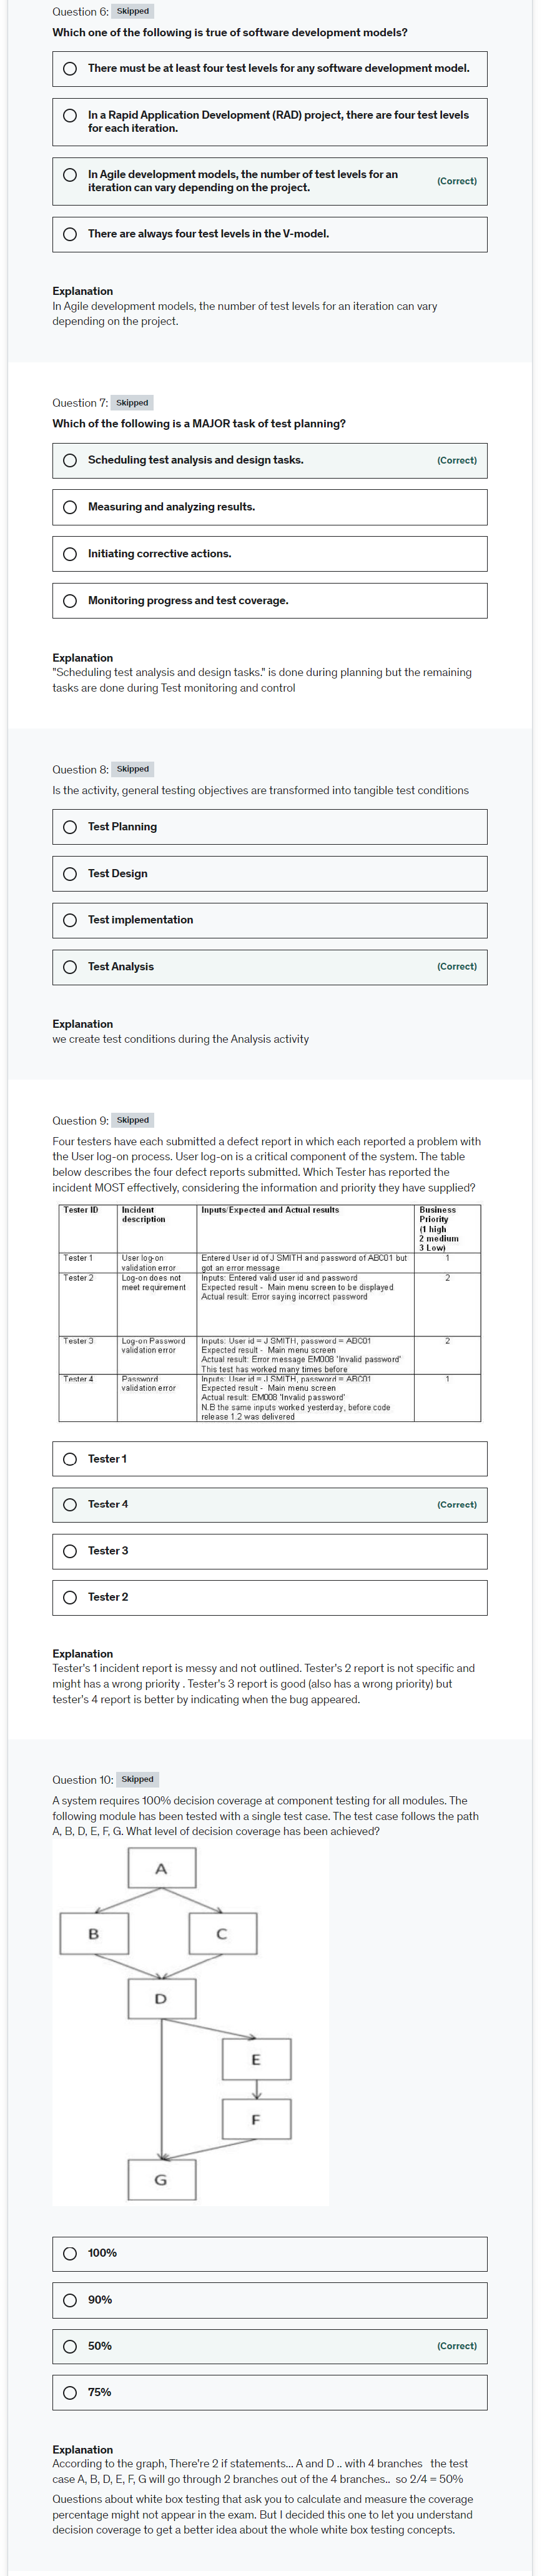 Question 6: Skipped
Which one of the following is true of software development models?
There must be at least four test levels for any software development model.
In a Rapid Application Development (RAD) project, there are four test levels
for each iteration.
In Agile development models, the number of test levels for an
iteration can vary depending on the project.
(Correct)
There are always four test levels in the V-model.
Explanation
In Agile development models, the number of test levels for an iteration can vary
depending on the project.
Question 7: Skipped
Which of the following is a MAJOR task of test planning?
Scheduling test analysis and design tasks.
(Correct)
Measuring and analyzing results.
Initiating corrective actions.
Monitoring progress and test coverage.
Explanation
"Scheduling test analysis and design tasks." is done during planning but the remaining
tasks are done during Test monitoring and control
Question 8: Skipped
Is the activity, general testing objectives are transformed into tangible test conditions
Test Planning
Test Design
Test implementation
Test Analysis
(Correct)
Explanation
we create test conditions during the Analysis activity
Question 9: Skipped
Four testers have each submitted a defect report in which each reported a problem with
the User log-on process. User log-on is a critical component of the system. The table
below describes the four defect reports submitted. Which Tester has reported the
incident MOST effectively, considering the information and priority they have supplied?
Tester ID
Incident
description
Inputs/Expected and Actual results
Business
Priority
(1 high
2 medium
3 Low)
Tester 1
User log-on
validation error
Entered User id of J SMITH and password of ABC01 but
got an error message
1
Tester 2
Log-on does not
meet requirement
Inputs: Entered valid user id and password
Expected result - Main menu screen to be displayed
Actual result: Error saying incorrect password
2
Tester 3
Log-on Password
validation error
Inputs: User id = J SMITH, password = ABC01
Expected result - Main menu screen
Actual result: Error message EM008 'Invalid password'
This test has worked many times before
2
Tester 4
Password
validation error
Inputs: User id = J SMITH, password = ABC01
Expected result - Main menu screen
Actual result: EM008 'Invalid password'
N.B the same inputs worked yesterday, before code
release 1.2 was delivered
1
Tester 1
Tester 4
(Correct)
Tester 3
Tester 2
Explanation
Tester's 1 incident report is messy and not outlined. Tester's 2 report is not specific and
might has a wrong priority . Tester's 3 report is good (also has a wrong priority) but
tester's 4 report is better by indicating when the bug appeared.
Question 10: Skipped
A system requires 100% decision coverage at component testing for all modules. The
following module has been tested with a single test case. The test case follows the path
A, B, D, E, F, G. What level of decision coverage has been achieved?
A
B
C
D
E
F
G
100%
90%
50%
(Correct)
75%
Explanation
According to the graph, There're 2 if statements... A and D .. with 4 branches the test
case A, B, D, E, F, G will go through 2 branches out of the 4 branches.. so 2/4 = 50%
Questions about white box testing that ask you to calculate and measure the coverage
percentage might not appear in the exam. But I decided this one to let you understand
decision coverage to get a better idea about the whole white box testing concepts.